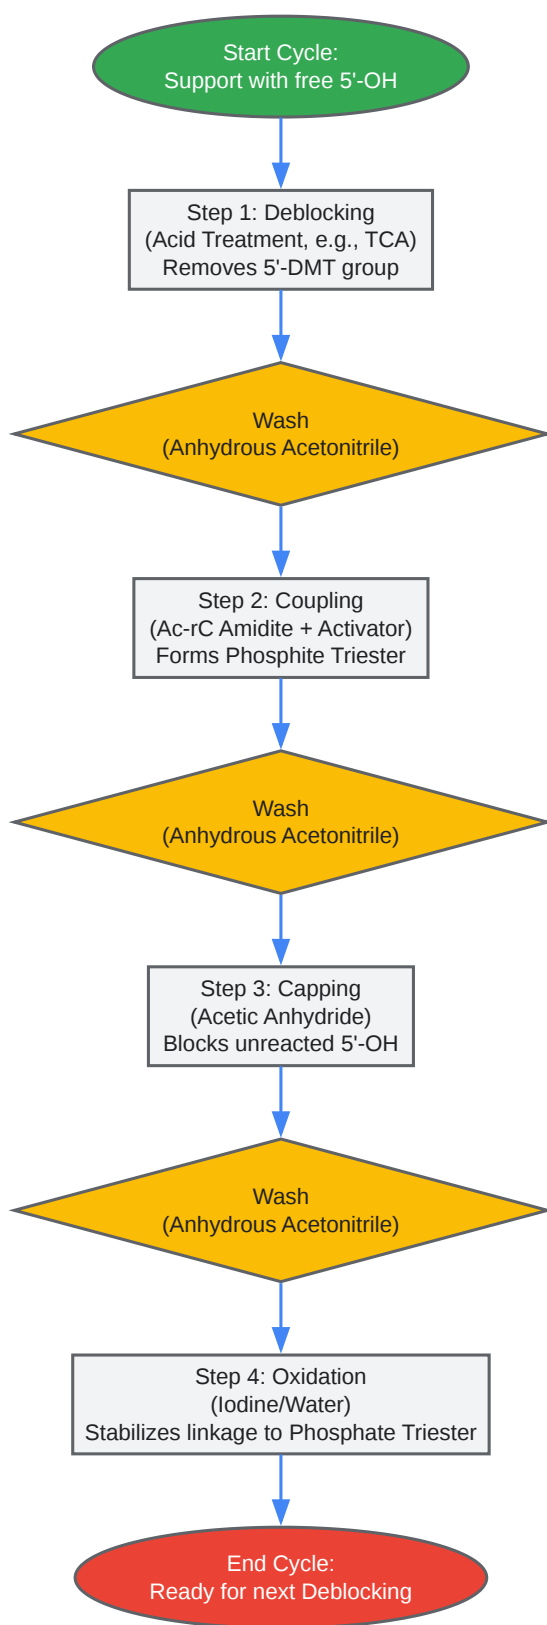 Start Cycle:
Support with free 5'-OH
Step 1: Deblocking
(Acid Treatment, e.g., TCA)
Removes 5'-DMT group
Wash
(Anhydrous Acetonitrile)
Step 2: Coupling
(Ac-rC Amidite + Activator)
Forms Phosphite Triester
Wash
(Anhydrous Acetonitrile)
Step 3: Capping
(Acetic Anhydride)
Blocks unreacted 5'-OH
Wash
(Anhydrous Acetonitrile)
Step 4: Oxidation
(Iodine/Water)
Stabilizes linkage to Phosphate Triester
End Cycle:
Ready for next Deblocking